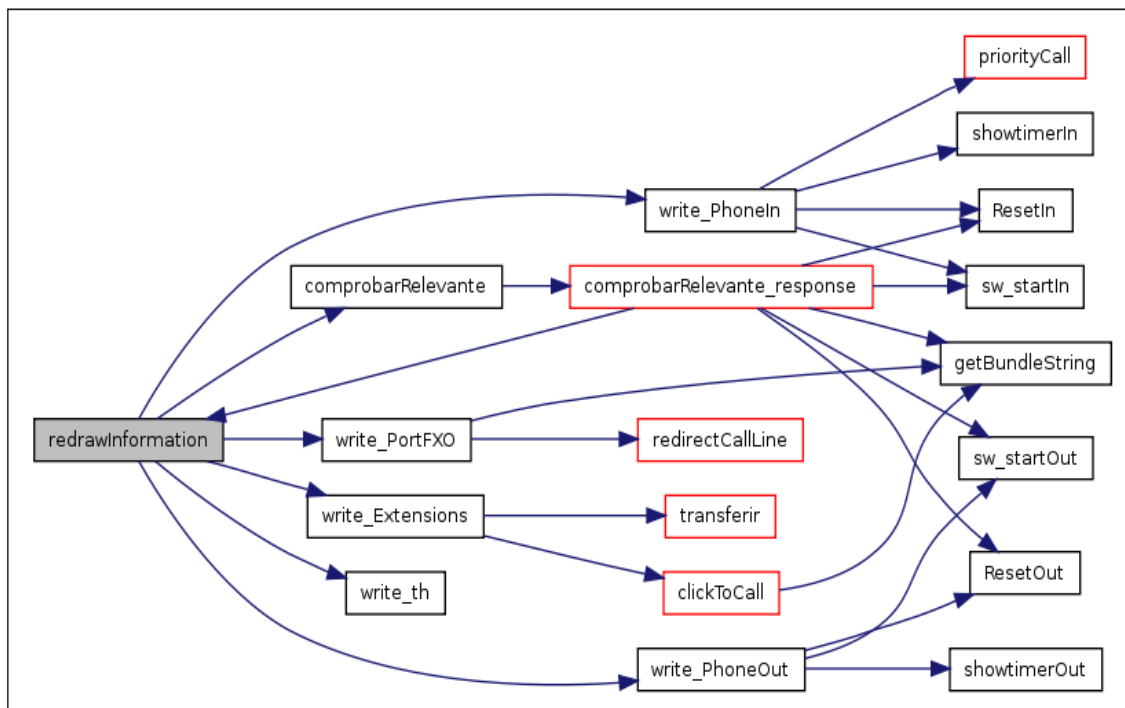 priorityCall
showtimerIn
write_PhoneIn
ResetIn
comprobarRelevante
comprobarRelevante_response
sw_startIn
getBundleString
redrawInformation
write_PortFXO
redirectCallLine
sw_startOut
write_Extensions
transferir
write_th
clickToCall
ResetOut
write_PhoneOut
showtimerOut